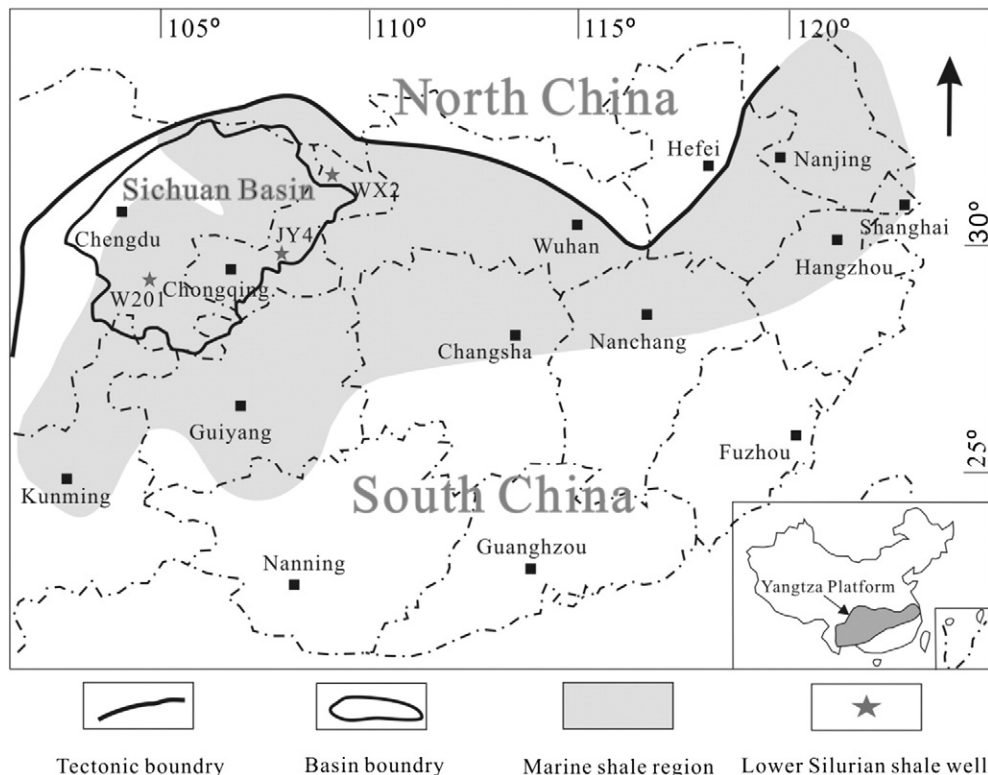 105° 110° 115° 120°
North China
Hefei
Nanjing
Sichuan Basin
WX2
Chengdu
JY4
Wuhan
Shanghai
30°
Hangzhou
W201
Chongqing
Changsha
Nanchang
Guiyang
Fuzhou
25°
Kunming
South China
Guanghzou
Nanning
Yangtza Platform
Tectonic boundry
Basin boundry
Marine shale region
Lower Silurian shale well